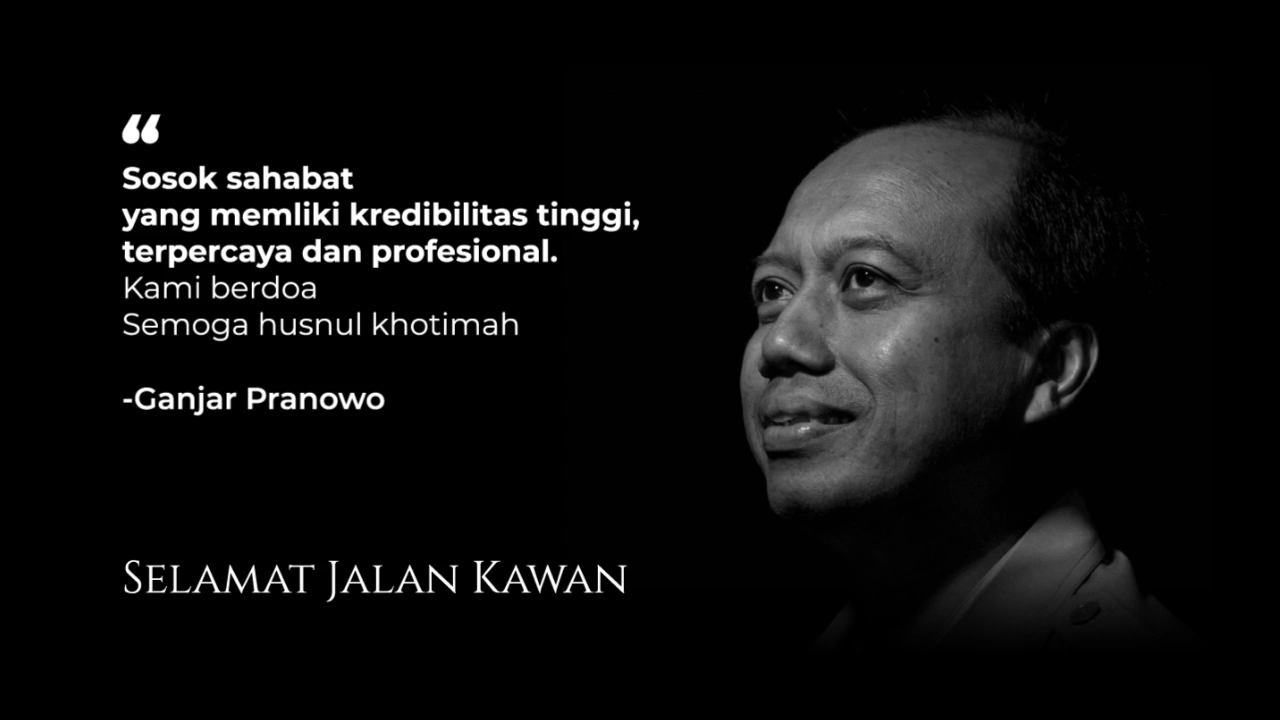 “
Sosok sahabat
yang memliki kredibilitas tinggi,
terpercaya dan profesional.
Kami berdoa
Semoga husnul khotimah
-Ganjar Pranowo
SELAMAT JALAN KAWAN